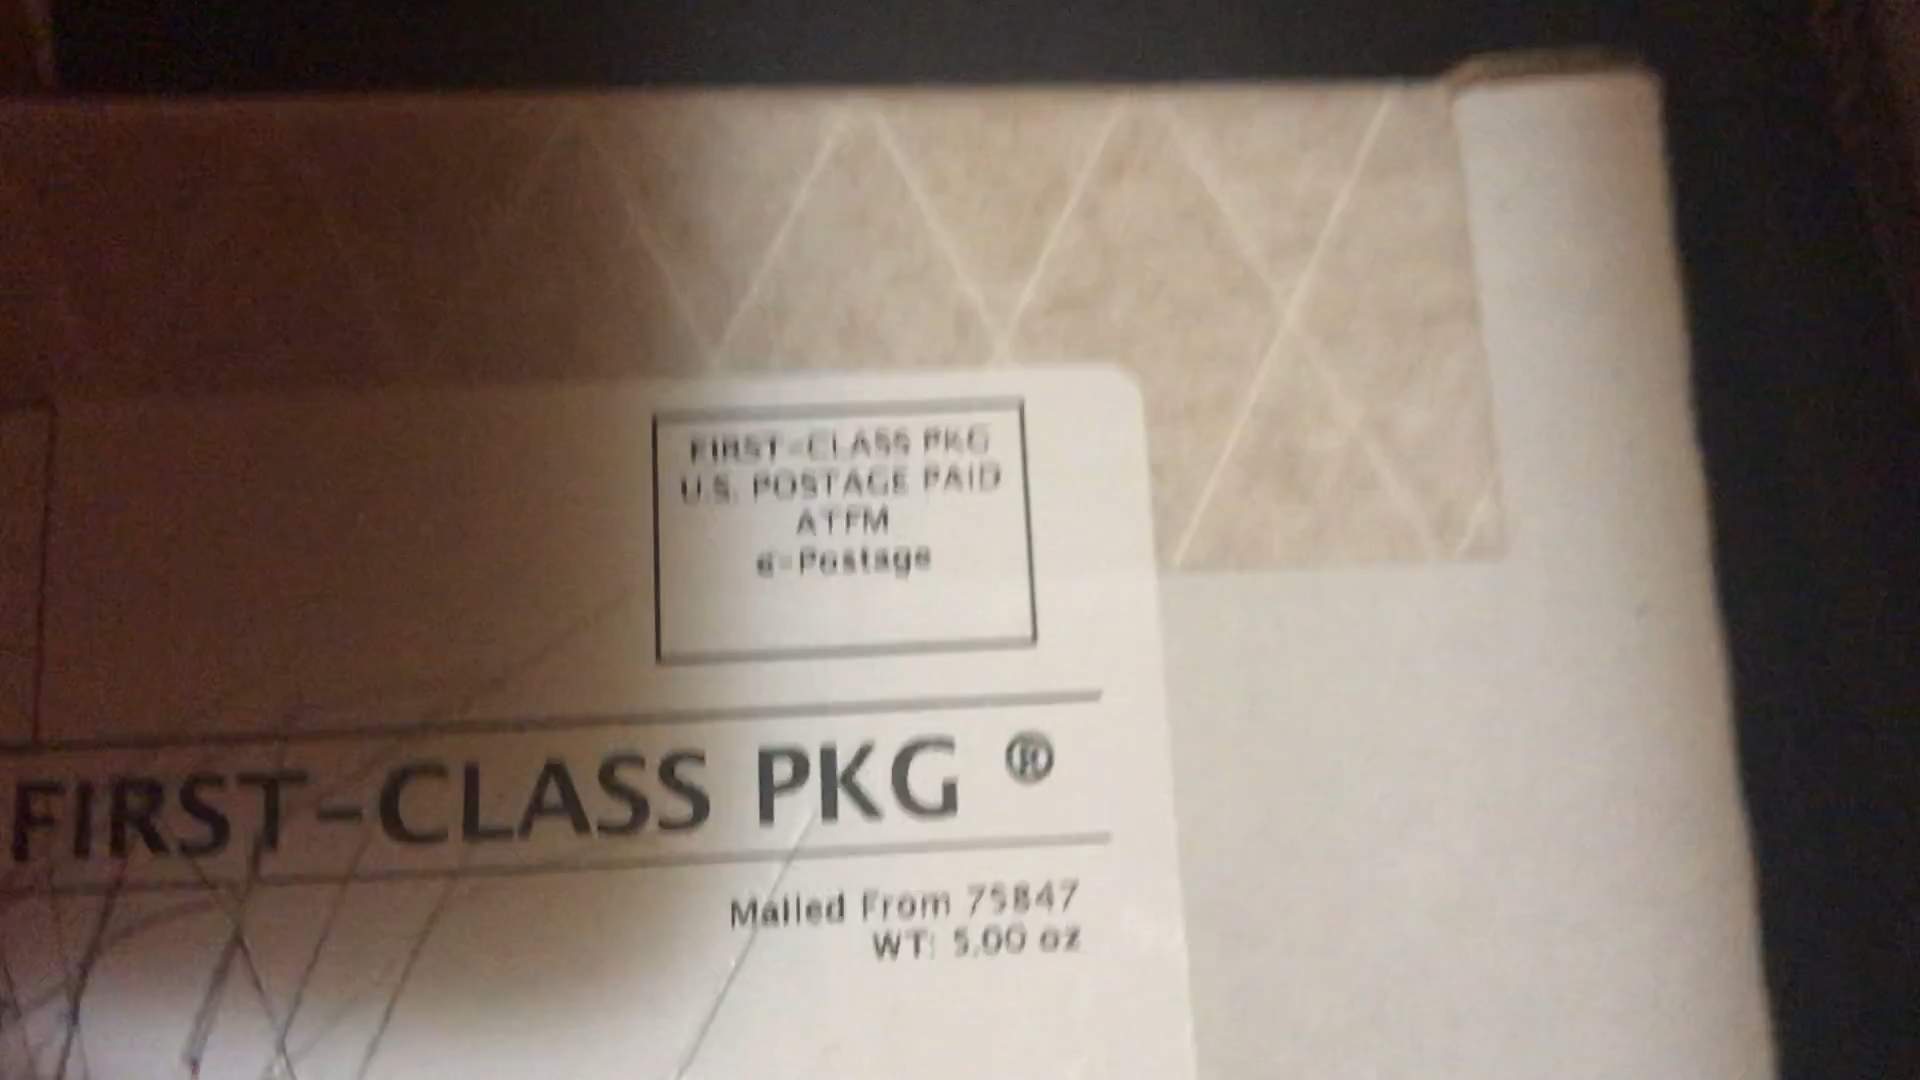 FIRST-CLASS PKG
U.S. POSTAGE PAID
ATFM
e-Postage
FIRST-CLASS PKG ®
Mailed From 75847
WT: 5.00 oz